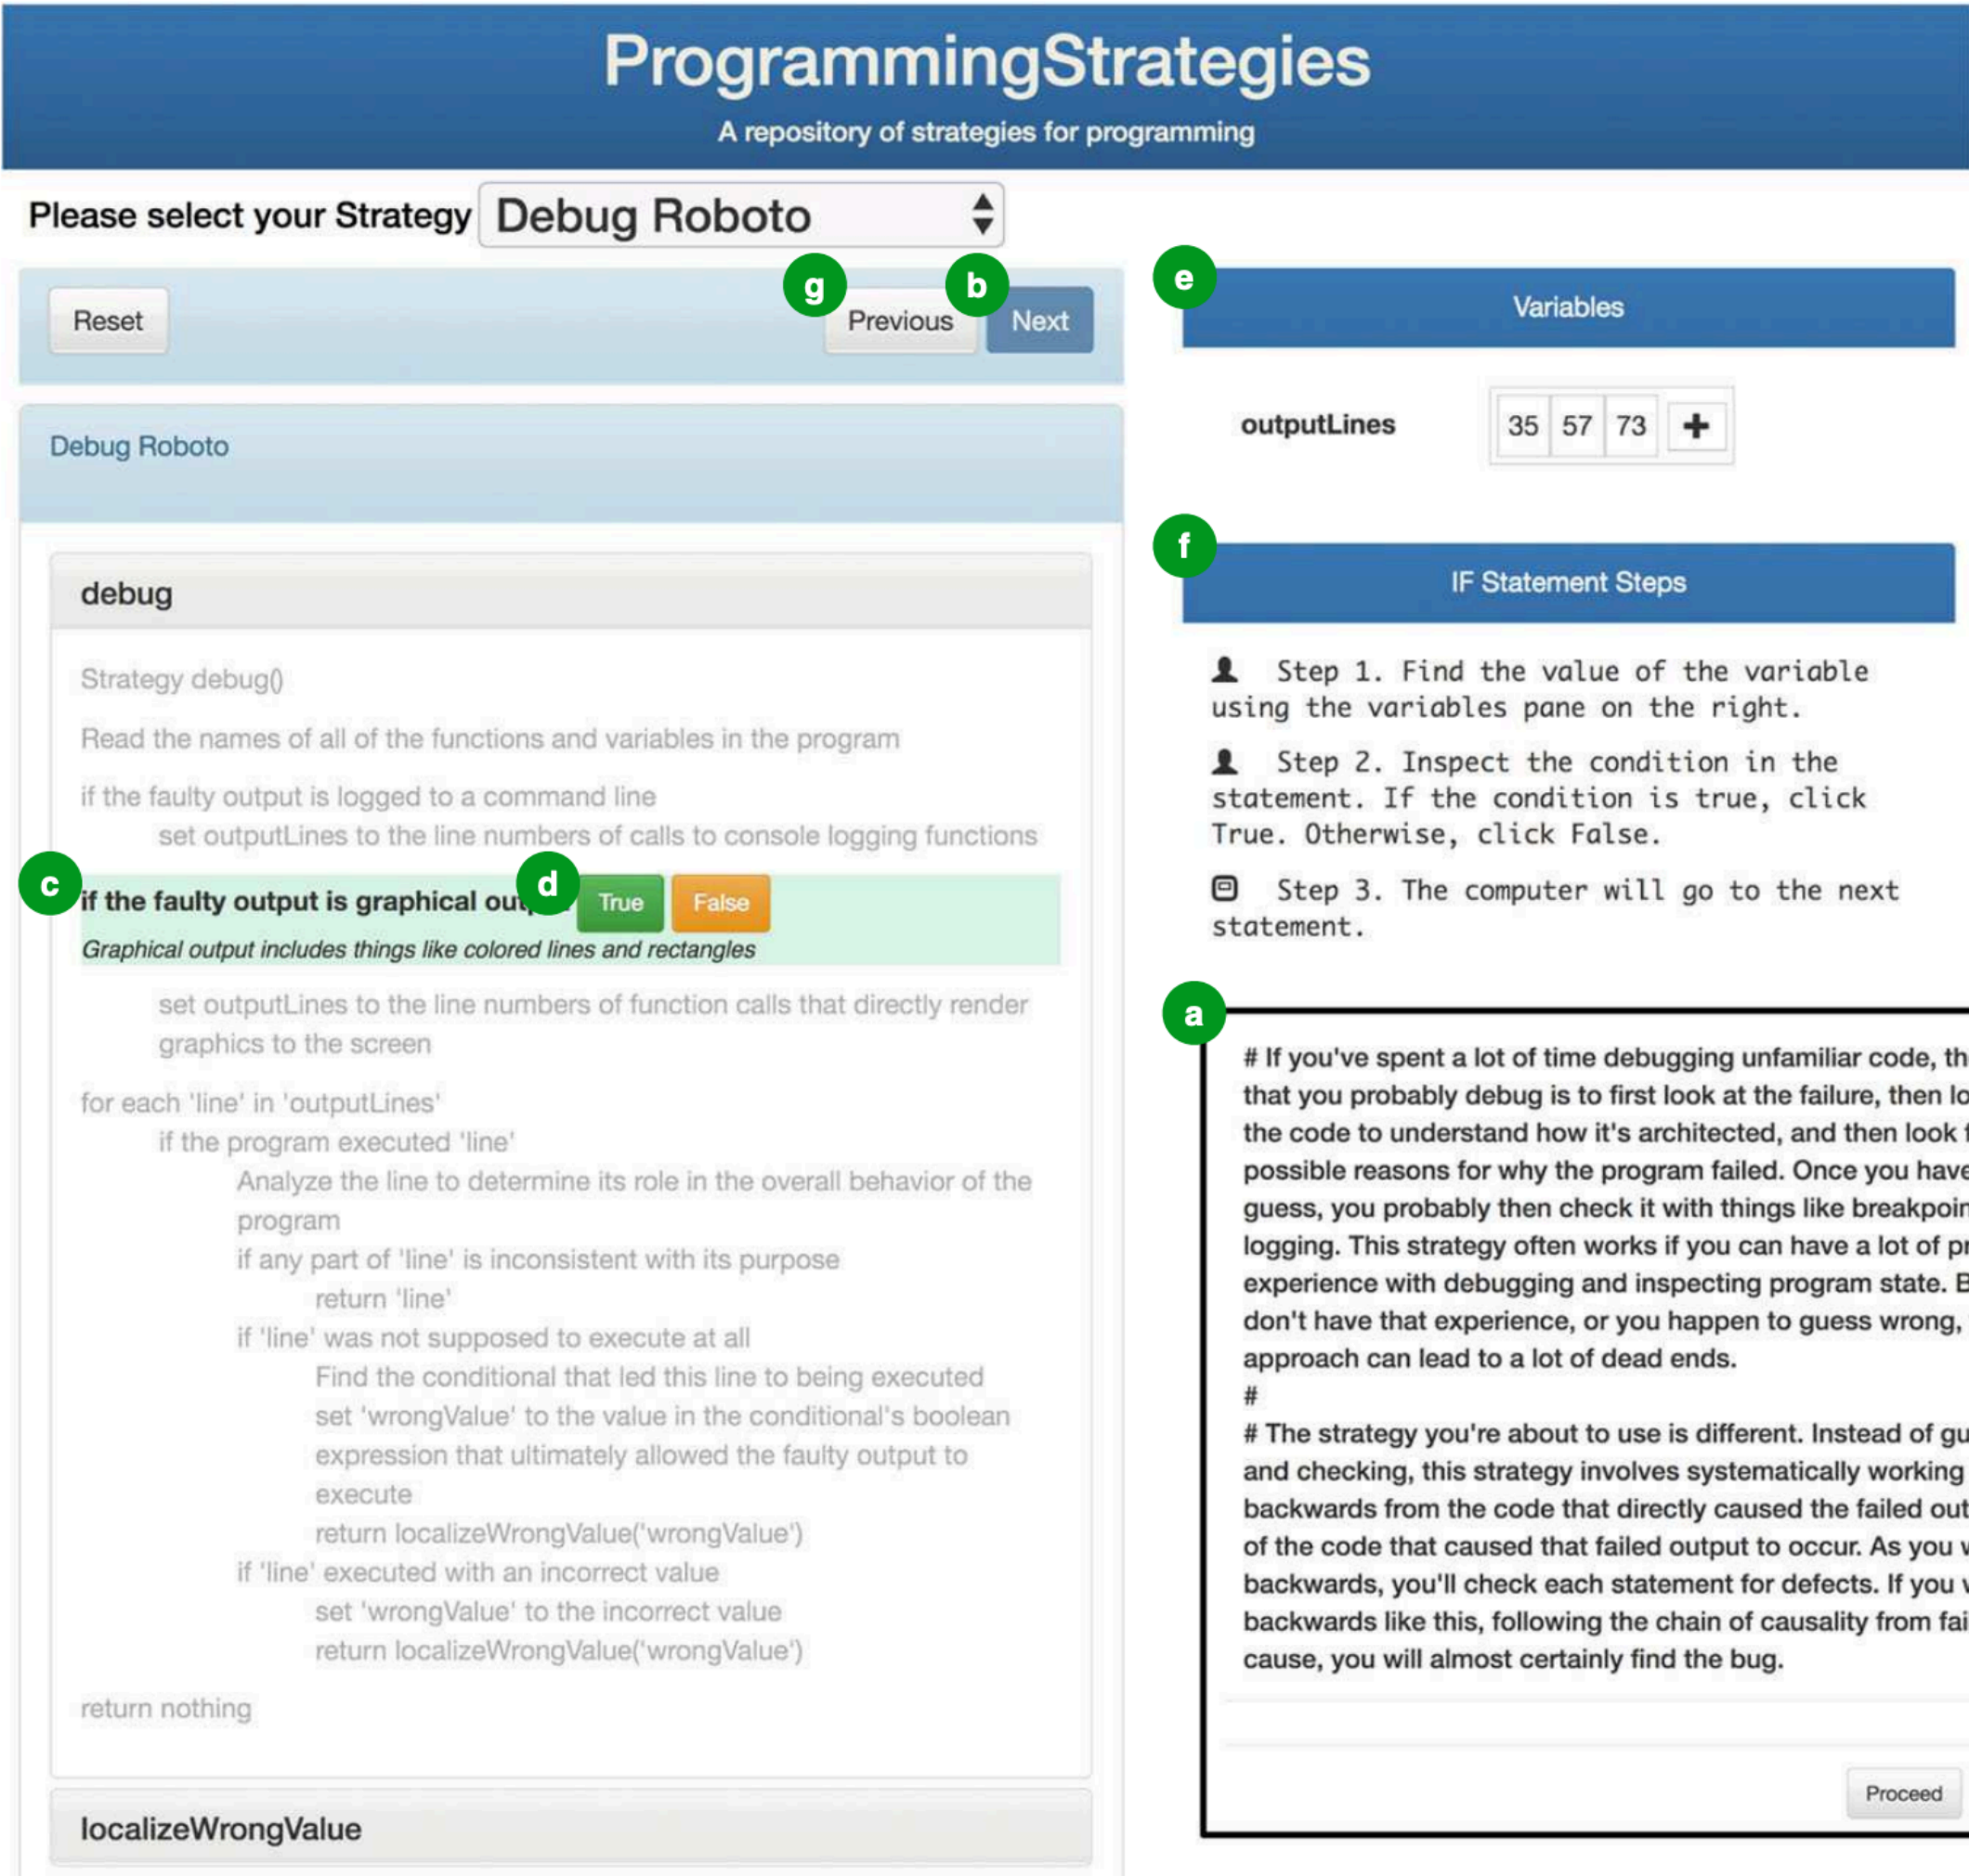 ProgrammingStrategies
A repository of strategies for programming
Please select your Strategy Debug Roboto
Reset
g
Previous
b
Next
Debug Roboto
debug
Strategy debug()
Read the names of all of the functions and variables in the program
if the faulty output is logged to a command line
set outputLines to the line numbers of calls to console logging functions
c
if the faulty output is graphical
d
True
False
Graphical output includes things like colored lines and rectangles
set outputLines to the line numbers of function calls that directly render
graphics to the screen
for each 'line' in 'outputLines'
if the program executed 'line'
Analyze the line to determine its role in the overall behavior of the
program
if any part of 'line' is inconsistent with its purpose
return 'line'
if 'line' was not supposed to execute at all
Find the conditional that led this line to being executed
set 'wrongValue' to the value in the conditional's boolean
expression that ultimately allowed the faulty output to
execute
return localizeWrongValue('wrongValue')
if 'line' executed with an incorrect value
set 'wrongValue' to the incorrect value
return localizeWrongValue('wrongValue')
return nothing
localizeWrongValue
e
Variables
outputLines 35 57 73 +
f
IF Statement Steps
Step 1. Find the value of the variable
using the variables pane on the right.
Step 2. Inspect the condition in the
statement. If the condition is true, click
True. Otherwise, click False.
Step 3. The computer will go to the next
statement.
a
# If you've spent a lot of time debugging unfamiliar code,
that you probably debug is to first look at the failure, then
the code to understand how it's architected, and then look
possible reasons for why the program failed. Once you have
guess, you probably then check it with things like
logging. This strategy often works if you can have a lot of
experience with debugging and inspecting program state.
don't have that experience, or you happen to guess wrong,
approach can lead to a lot of dead ends.
#
# The strategy you're about to use is different. Instead of
and checking, this strategy involves systematically working
backwards from the code that directly caused the failed
of the code that caused that failed output to occur. As you
backwards, you'll check each statement for defects. If you
backwards like this, following the chain of causality from
cause, you will almost certainly find the bug.
Proceed